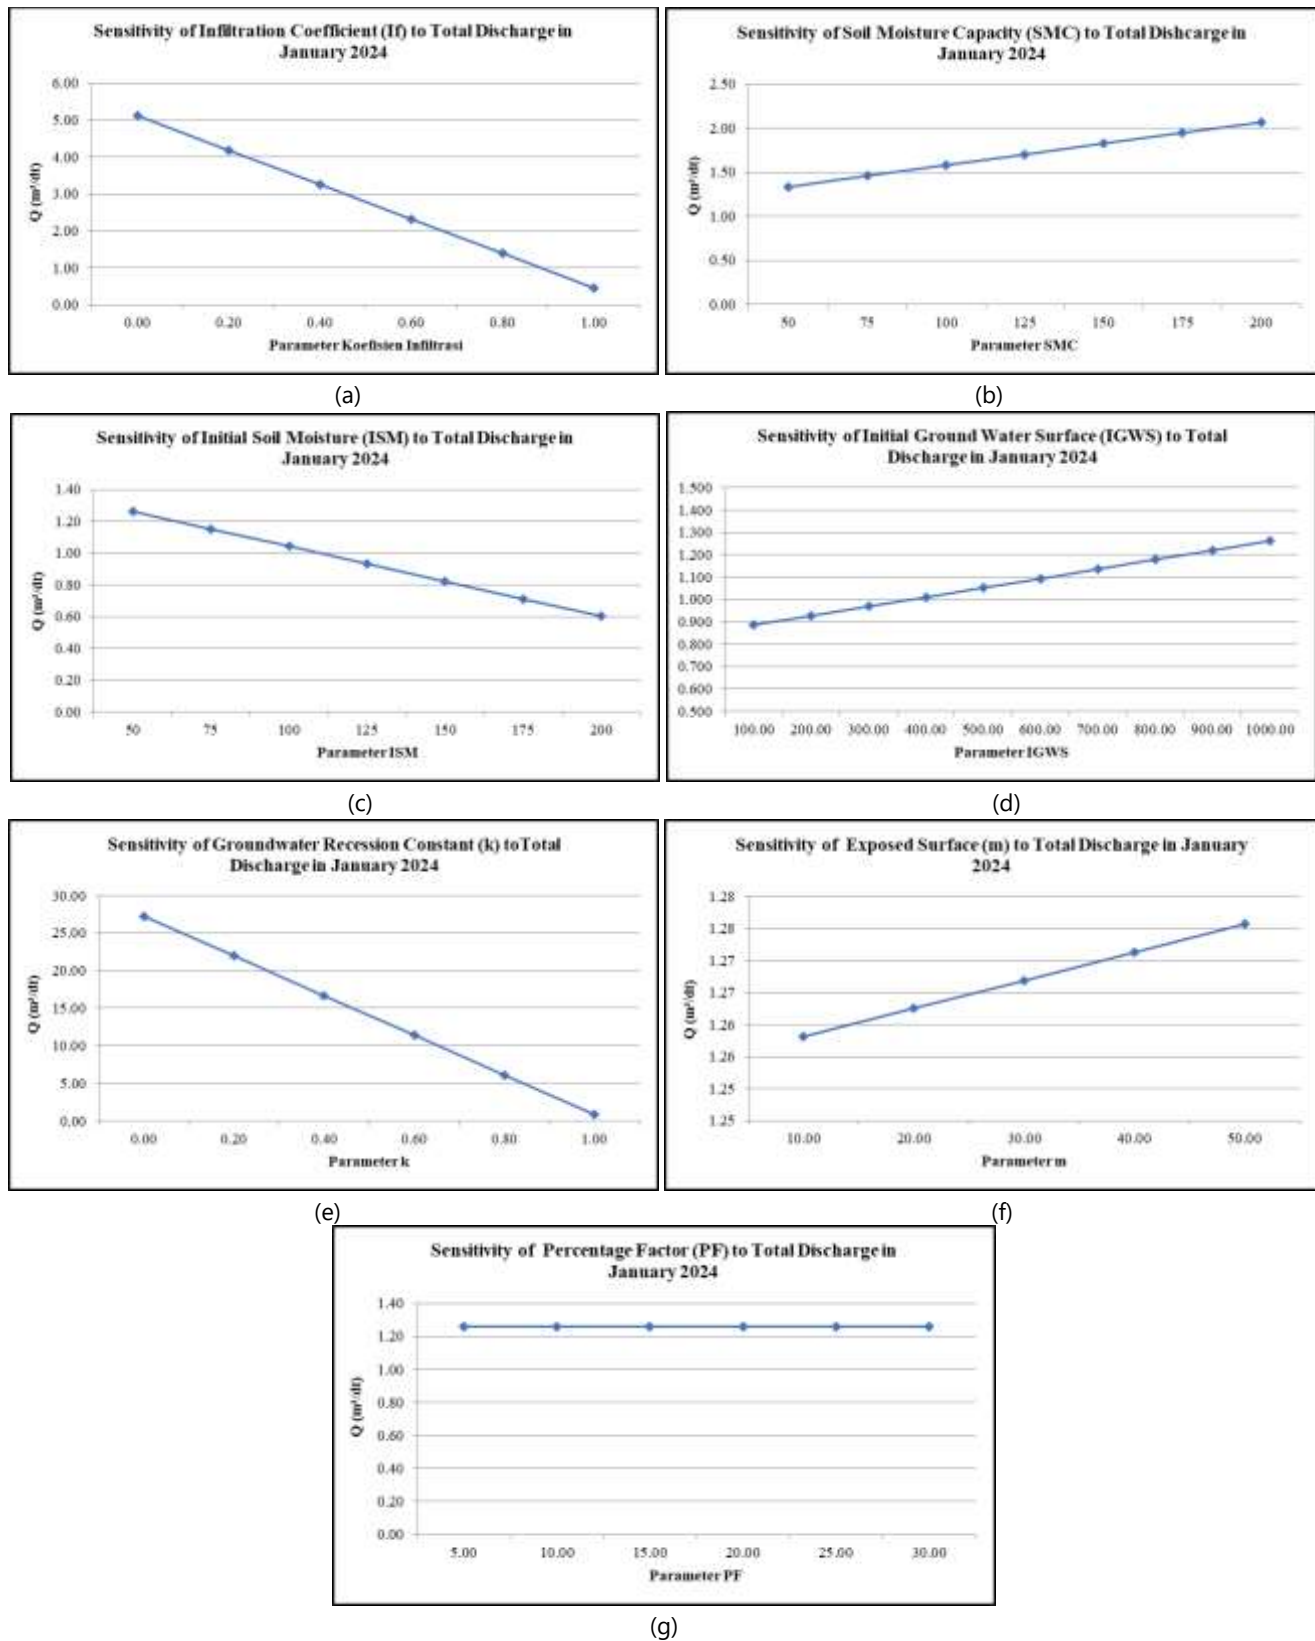 Sensitivity of Infiltration Coefficient (If) to Total Discharge in
January 2024
6.00
5.00
4.00
3.00
2.00
1.00
0.00
Q (m³/dt)
0.00 0.20 0.40 0.60 0.80 1.00
Parameter Koefisien Infiltrasi
(a)
Sensitivity of Soil Moisture Capacity (SMC) to Total Dishcarge in
January 2024
2.50
2.00
1.50
1.00
0.50
0.00
Q (m³/dt)
50 75 100 125 150 175 200
Parameter SMC
(b)
Sensitivity of Initial Soil Moisture (ISM) to Total Discharge in
January 2024
1.40
1.20
1.00
0.80
0.60
0.40
0.20
0.00
Q (m³/dt)
50 75 100 125 150 175 200
Parameter ISM
(c)
Sensitivity of Initial Ground Water Surface (IGWS) to Total
Discharge in January 2024
1.500
1.400
1.300
1.200
1.100
1.000
0.900
0.800
0.700
0.600
0.500
Q (m³/dt)
100.00 200.00 300.00 400.00 500.00 600.00 700.00 800.00 900.00 1000.00
Parameter IGWS
(d)
Sensitivity of Groundwater Recession Constant (k) to Total
Discharge in January 2024
30.00
25.00
20.00
15.00
10.00
5.00
0.00
Q (m³/dt)
0.00 0.20 0.40 0.60 0.80 1.00
Parameter k
(e)
Sensitivity of Exposed Surface (m) to Total Discharge in January
2024
1.28
1.28
1.27
1.27
1.26
1.26
1.25
1.25
Q (m³/dt)
10.00 20.00 30.00 40.00 50.00
Parameter m
(f)
Sensitivity of Percentage Factor (PF) to Total Discharge in
January 2024
1.40
1.20
1.00
0.80
0.60
0.40
0.20
0.00
Q (m³/dt)
5.00 10.00 15.00 20.00 25.00 30.00
Parameter PF
(g)